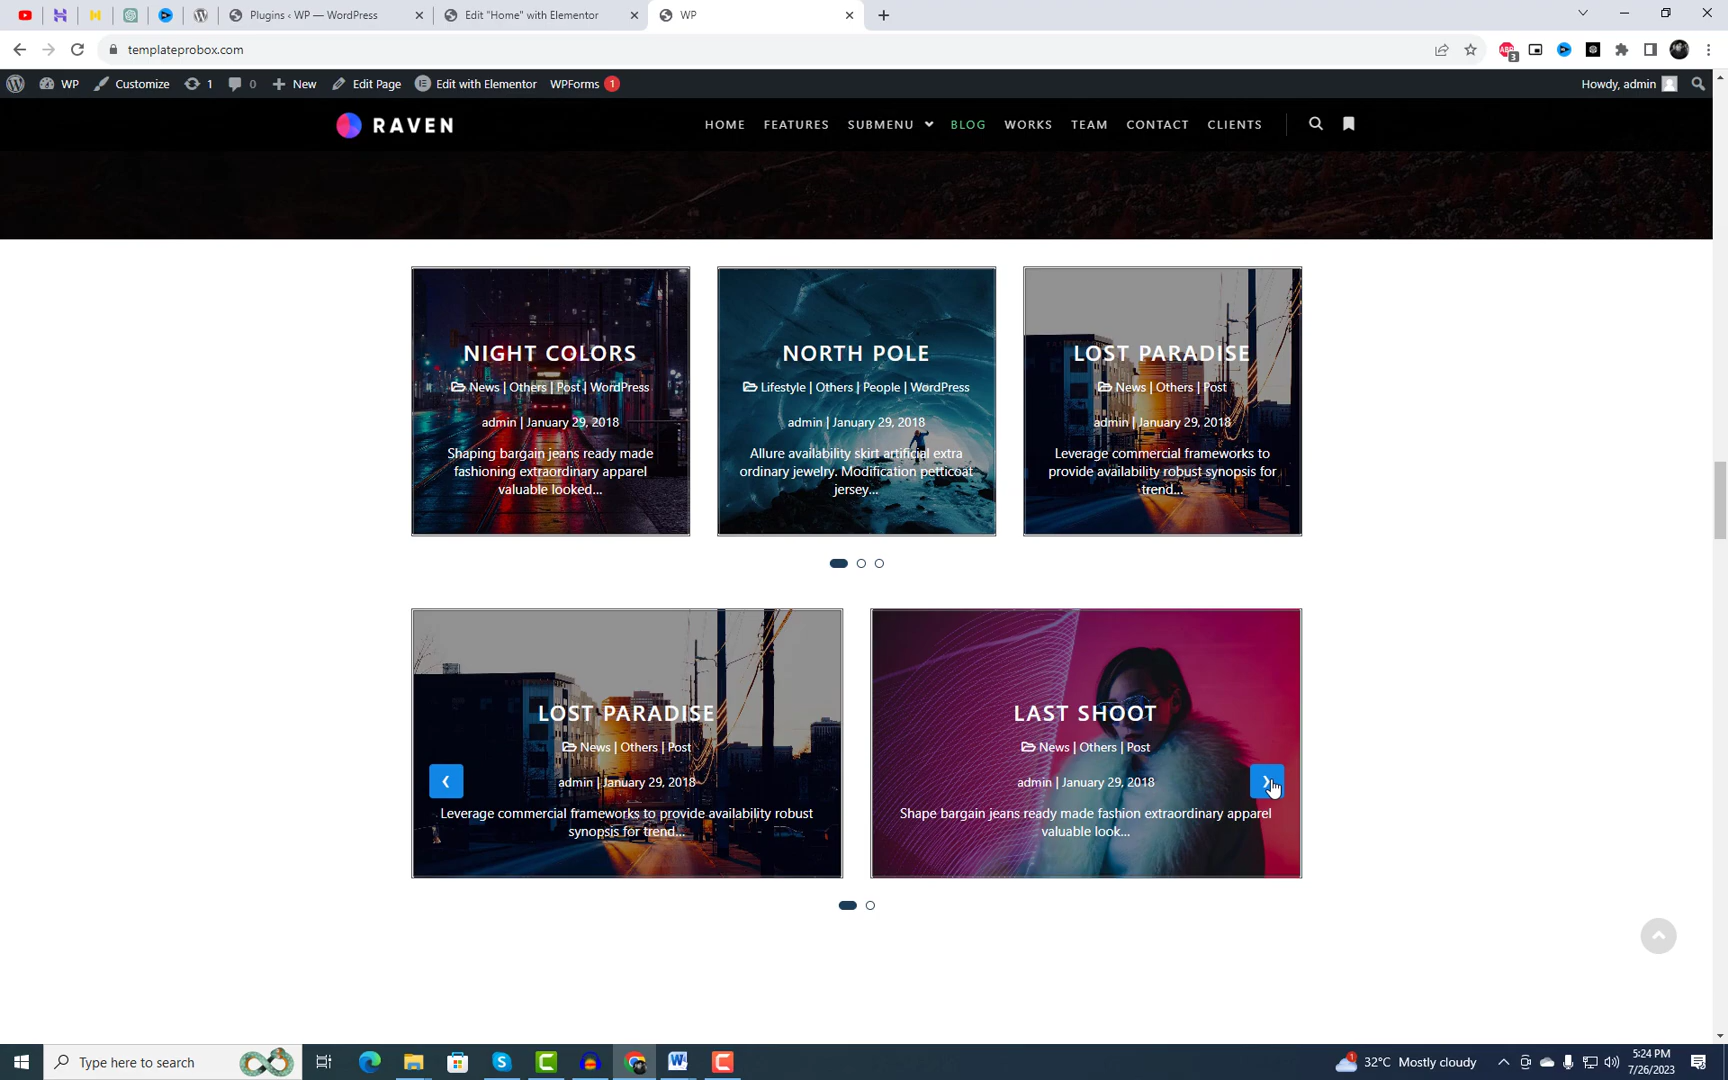 Plugins ‹ WP — WordPress
Edit "Home" with Elementor
WP
templateprobox.com
ABP
3
WP
Customize
1
0
New
Edit Page
Edit with Elementor
WPForms 1
Howdy, admin
RAVEN
HOME
FEATURES
SUBMENU
BLOG
WORKS
TEAM
CONTACT
CLIENTS
NIGHT COLORS
News | Others | Post | WordPress
admin | January 29, 2018
Shaping bargain jeans ready made
fashioning extraordinary apparel
valuable looked...
NORTH POLE
Lifestyle | Others | People | WordPress
admin | January 29, 2018
Allure availability skirt artificial extra
ordinary jewelry. Modification petticoat
jersey...
LOST PARADISE
News | Others | Post
admin | January 29, 2018
Leverage commercial frameworks to
provide availability robust synopsis for
trend...
LOST PARADISE
News | Others | Post
admin | January 29, 2018
Leverage commercial frameworks to provide availability robust
synopsis for trend...
LAST SHOOT
News | Others | Post
admin | January 29, 2018
Shape bargain jeans ready made fashion extraordinary apparel
valuable look...
Type here to search
1
32°C Mostly cloudy
5:24 PM
7/26/2023